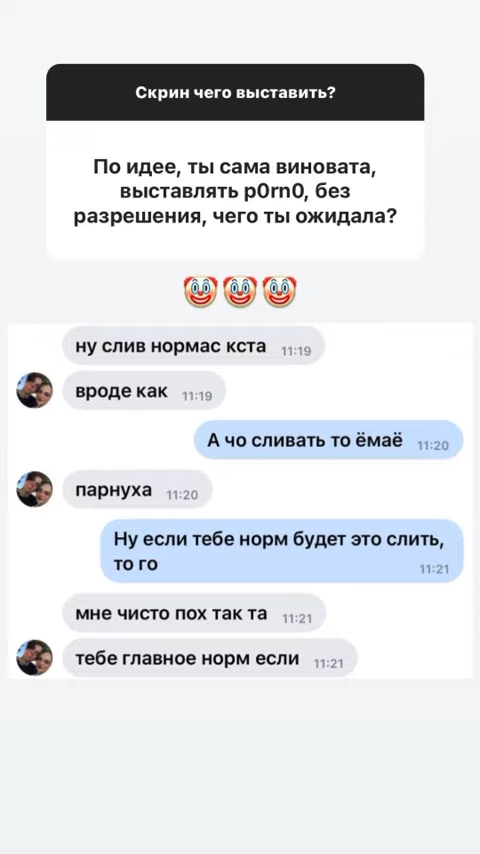 Скрин чего выставить?
По идее, ты сама виновата,
выставлять p0rn0, без
разрешения, чего ты ожидала?
🤡🤡🤡
ну слив нормас кста 11:19
вроде как 11:19
А чо сливать то ёмаё 11:20
парнуха 11:20
Ну если тебе норм будет это слить,
то го 11:21
мне чисто пох так та 11:21
тебе главное норм если 11:21